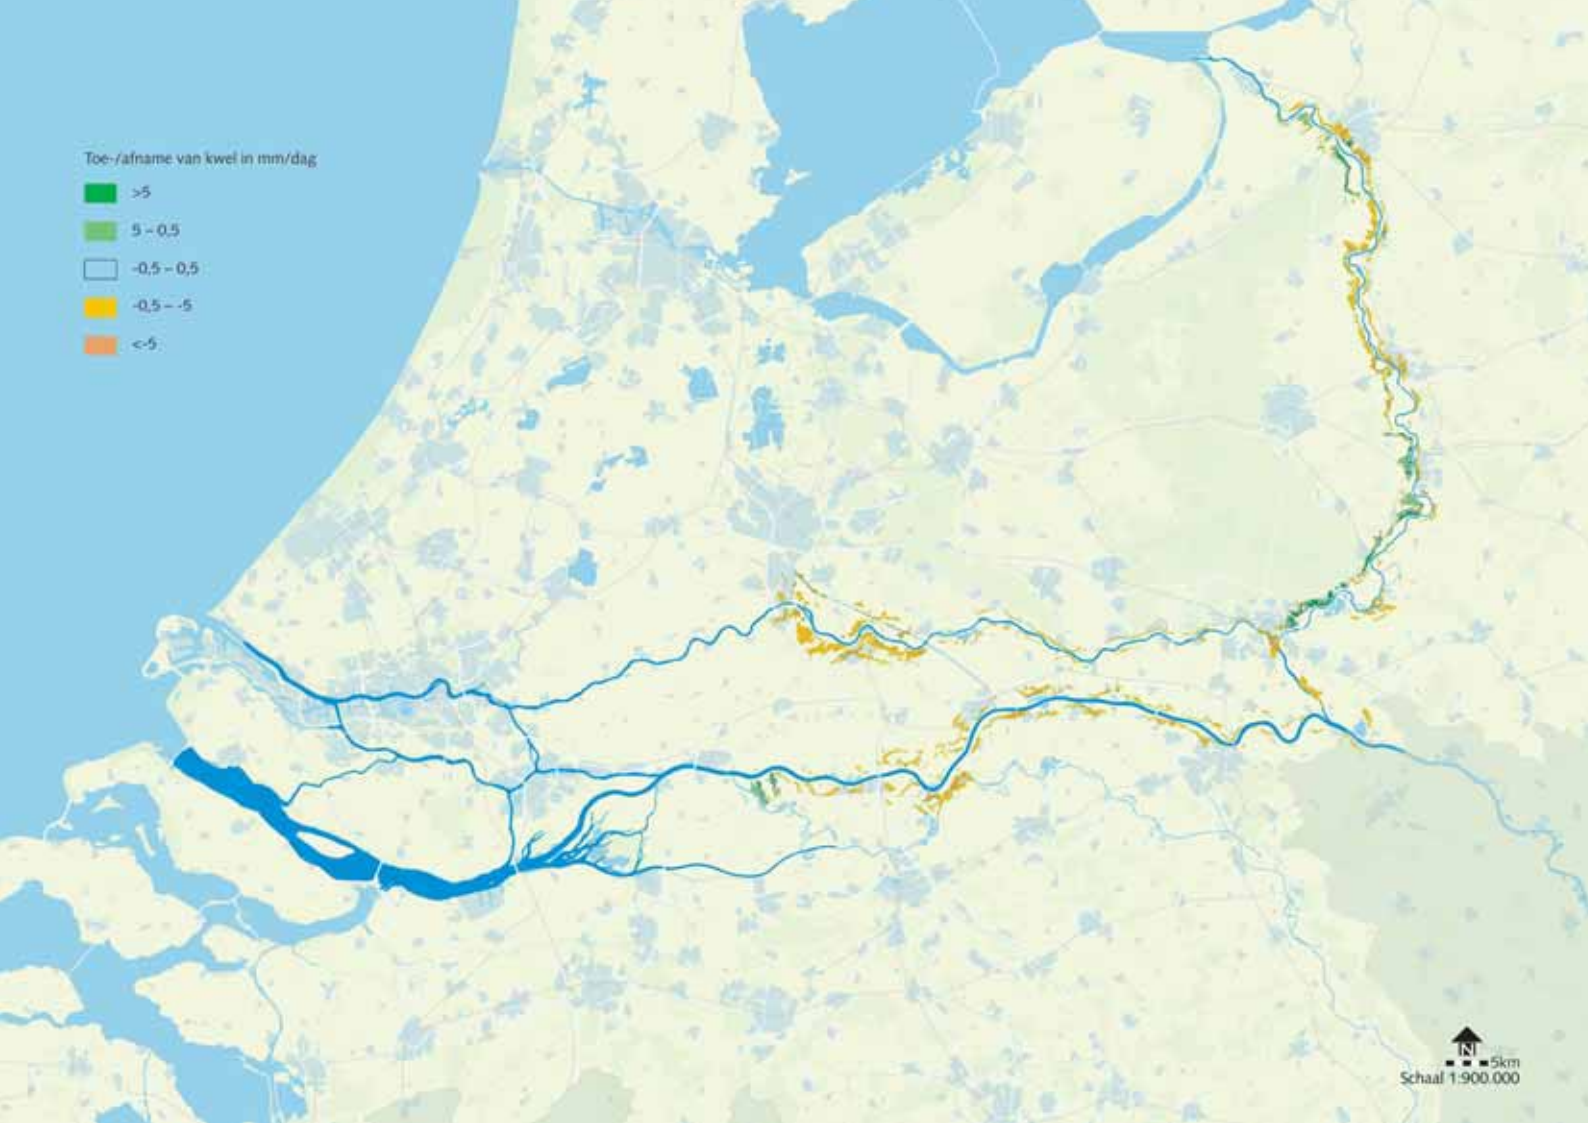 Toe-/afname van kwel in mm/dag
>5
5 – 0,5
-0,5 – 0,5
-0,5 – -5
<-5
N
5km
Schaal 1:900.000